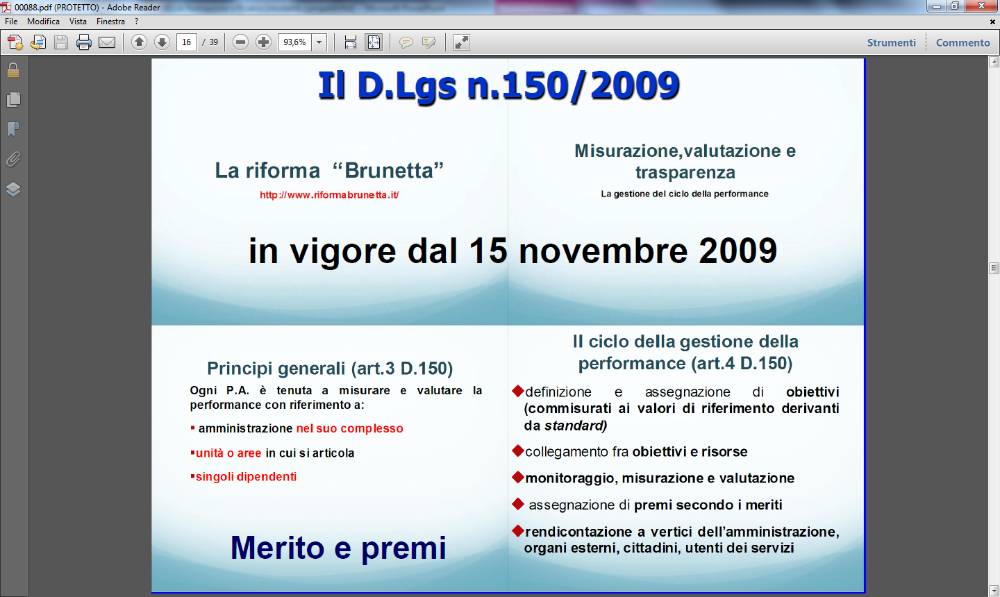 00088.pdf (PROTETTO) - Adobe Reader
File Modifica Vista Finestra ?
16 / 39 93,6% Strumenti Commento
Il D.Lgs n.150/2009
La riforma “Brunetta”
http://www.riformabrunetta.it/
Misurazione,valutazione e
trasparenza
La gestione del ciclo della performance
in vigore dal 15 novembre 2009
Principi generali (art.3 D.150)
Ogni P.A. è tenuta a misurare e valutare la
performance con riferimento a:
amministrazione nel suo complesso
unità o aree in cui si articola
singoli dipendenti
Merito e premi
Il ciclo della gestione della
performance (art.4 D.150)
definizione e assegnazione di obiettivi
(commisurati ai valori di riferimento derivanti
da standard)
collegamento fra obiettivi e risorse
monitoraggio, misurazione e valutazione
assegnazione di premi secondo i meriti
rendicontazione a vertici dell’amministrazione,
organi esterni, cittadini, utenti dei servizi